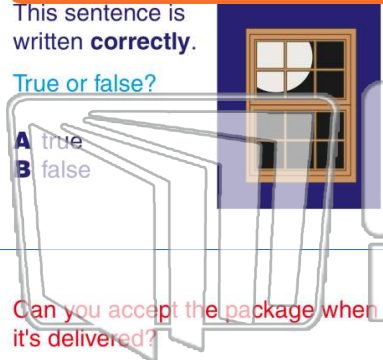 This sentence is
written correctly.
True or false?
A true
B false
Can you accept the package when
it's delivered?